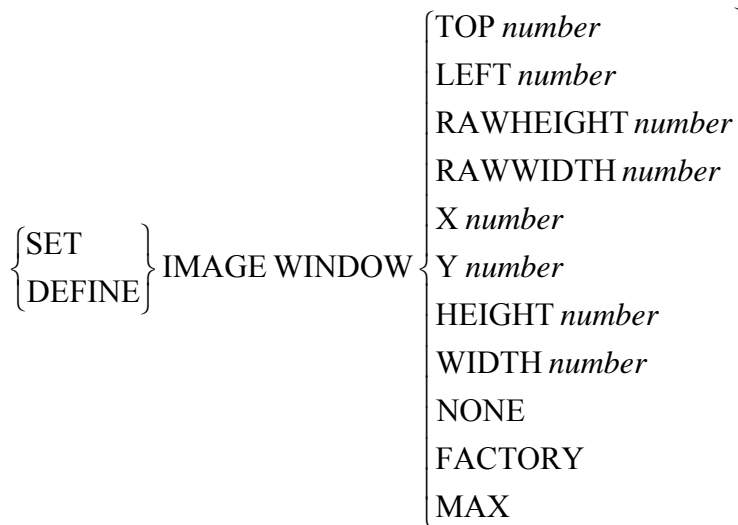 SET
DEFINE
IMAGE WINDOW
TOP number
LEFT number
RAWHEIGHT number
RAWWIDTH number
X number
Y number
HEIGHT number
WIDTH number
NONE
FACTORY
MAX